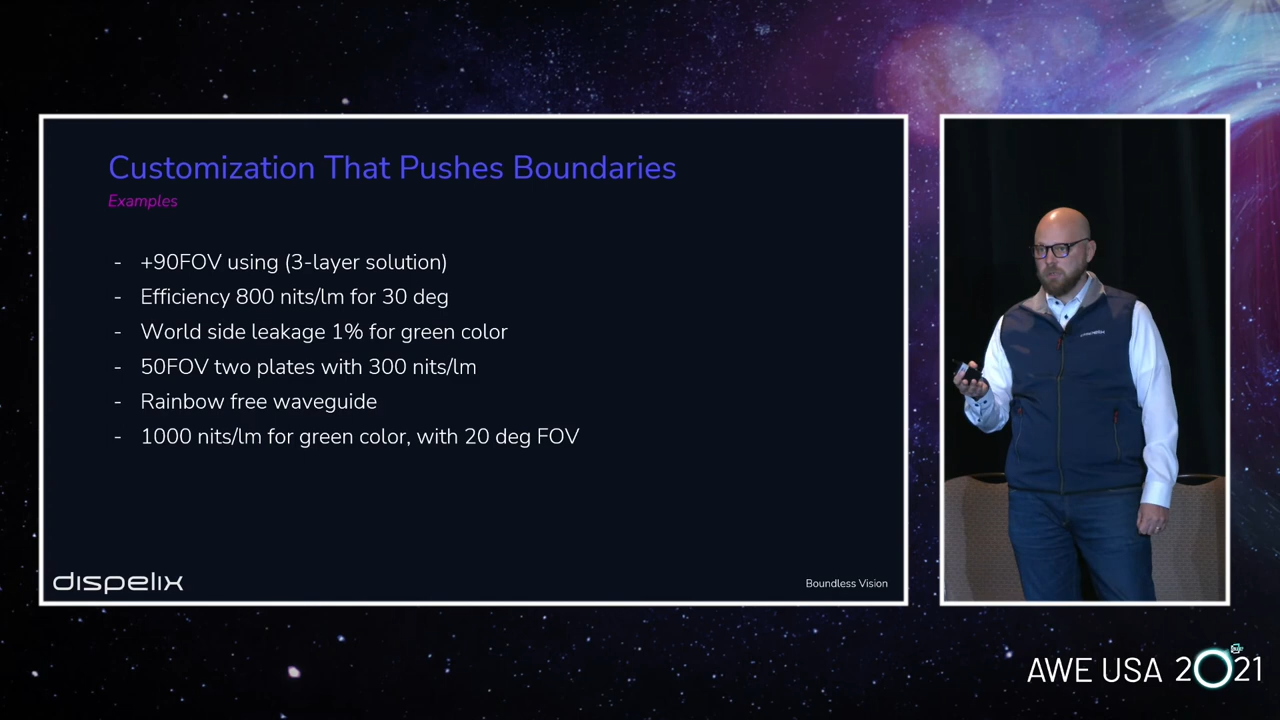 Customization That Pushes Boundaries
Examples
- +90FOV using (3-layer solution)
- Efficiency 800 nits/lm for 30 deg
- World side leakage 1% for green color
- 50FOV two plates with 300 nits/lm
- Rainbow free waveguide
- 1000 nits/lm for green color, with 20 deg FOV
dispelix
Boundless Vision
dispelix
AWE USA 2021